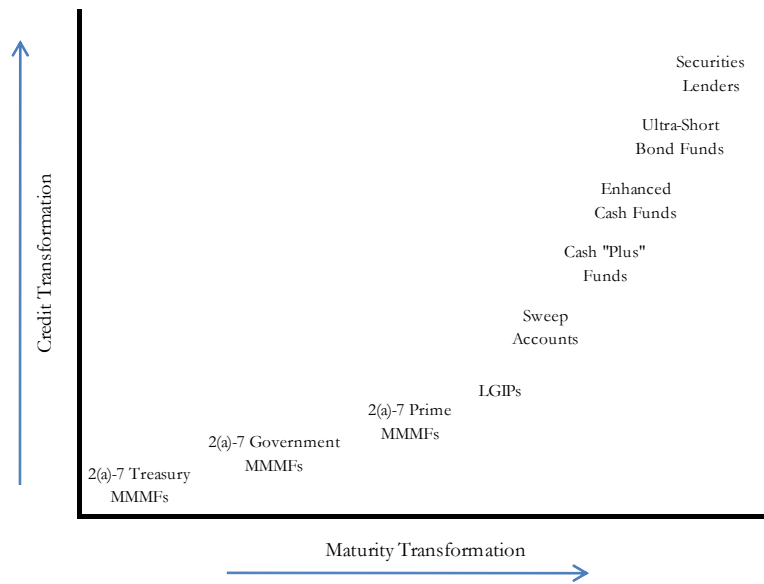 Securities
Lenders
Ultra-Short
Bond Funds
Enhanced
Cash Funds
Cash "Plus"
Funds
Sweep
Accounts
LGIPs
2(a)-7 Prime
MMMFs
2(a)-7 Government
MMMFs
2(a)-7 Treasury
MMMFs
Credit Transformation
Maturity Transformation